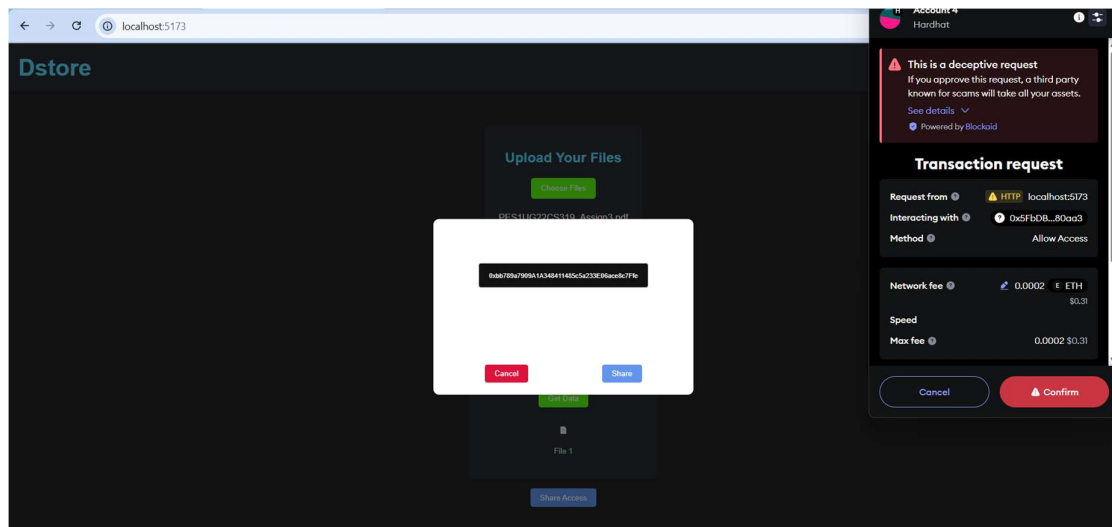 localhost:5173
Dstore
Upload Your Files
Choose Files
PES1UG22CS319_Assign3.pdf
0xbb789a7909A1A348411485c5a233E06ace8c7Ffe
Cancel
Share
Get Data
File 1
Share Access
H
Account 4
Hardhat
This is a deceptive request
If you approve this request, a third party
known for scams will take all your assets.
See details
Powered by Blockaid
Transaction request
Request from HTTP localhost:5173
Interacting with 0x5FbDB...80aa3
Method Allow Access
Network fee 0.0002 E ETH
$0.31
Speed
Max fee 0.0002 $0.31
Cancel
Confirm